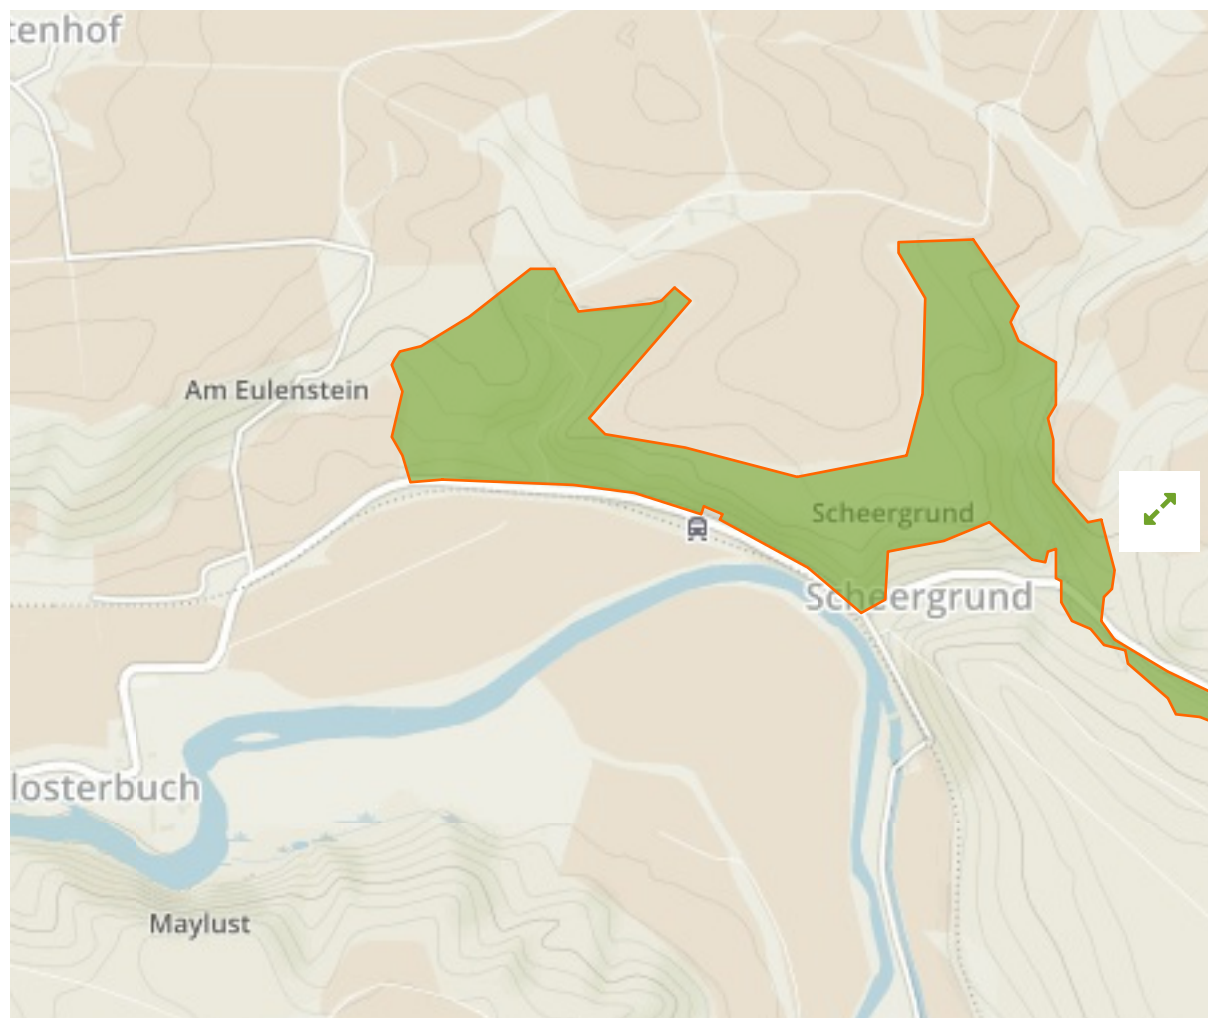 tenhof
Am Eulenstein
Scheergrund
Scheergrund
losterbuch
Maylust